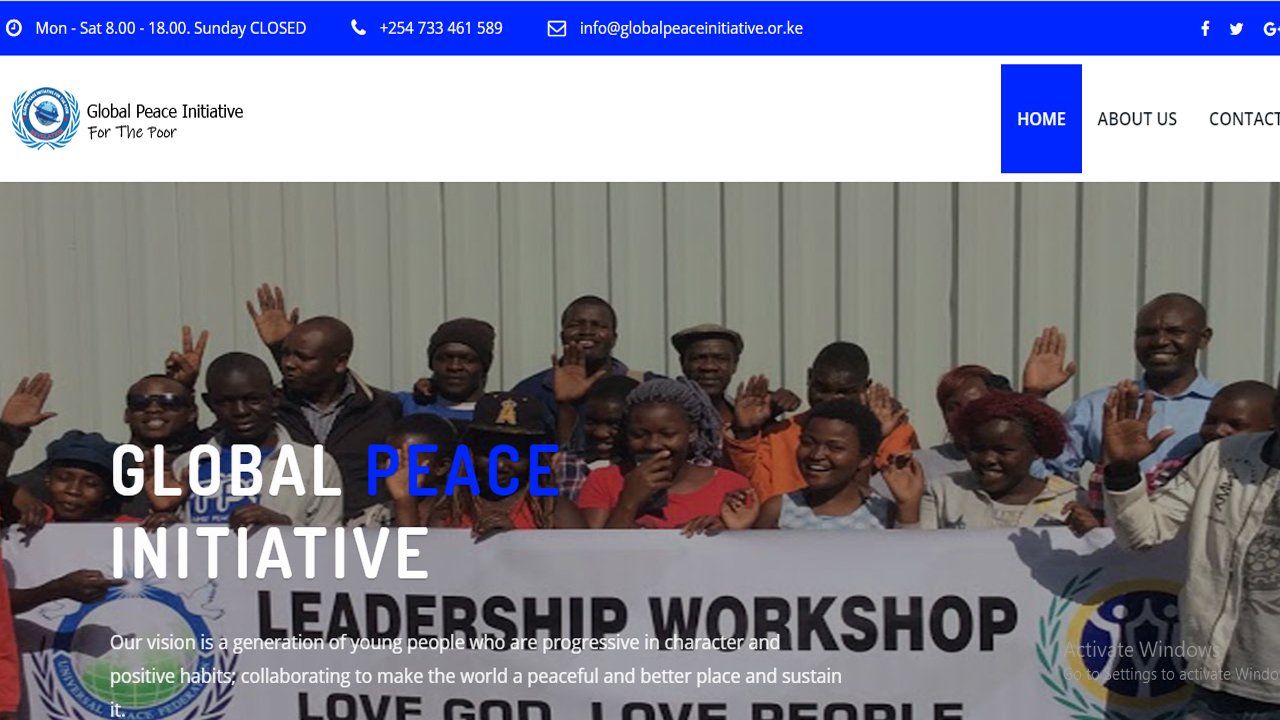 Mon - Sat 8.00 - 18.00. Sunday CLOSED
+254 733 461 589
info@globalpeaceinitiative.or.ke
Global Peace Initiative
For The Poor
HOME
ABOUT US
CONTACT
GLOBAL PEACE
INITIATIVE
LEADERSHIP WORKSHOP
Our vision is a generation of young people who are progressive in character and
positive habits; collaborating to make the world a peaceful and better place and sustain
it.
UNIVERSAL PEACE FEDERA
LOVE GOD, LOVE PEOPLE
Activate Windows
Go to Settings to activate Windo